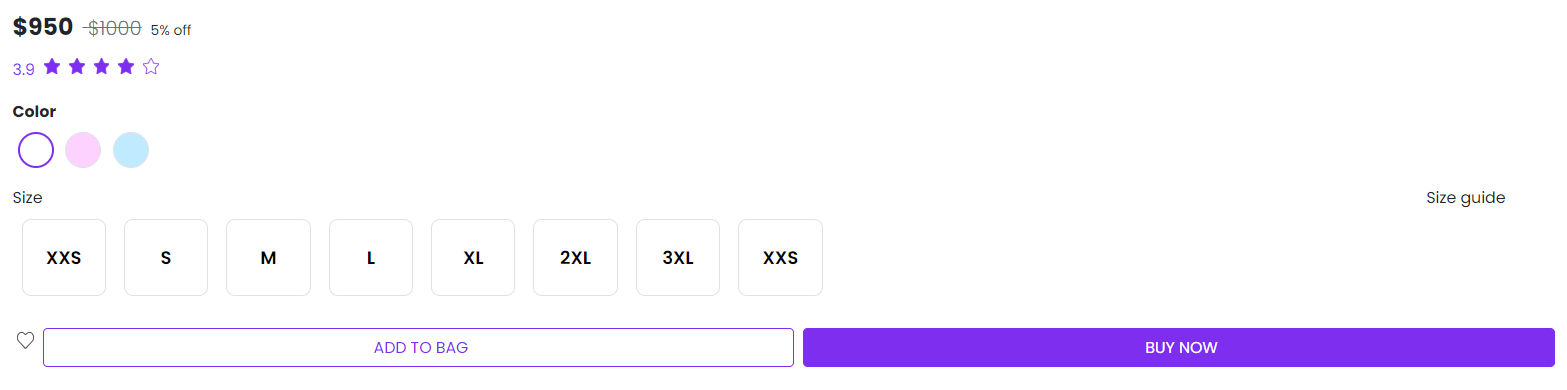 $950 $1000 5% off
3.9
Color
Size Size guide
XXS S M L XL 2XL 3XL XXS
ADD TO BAG BUY NOW